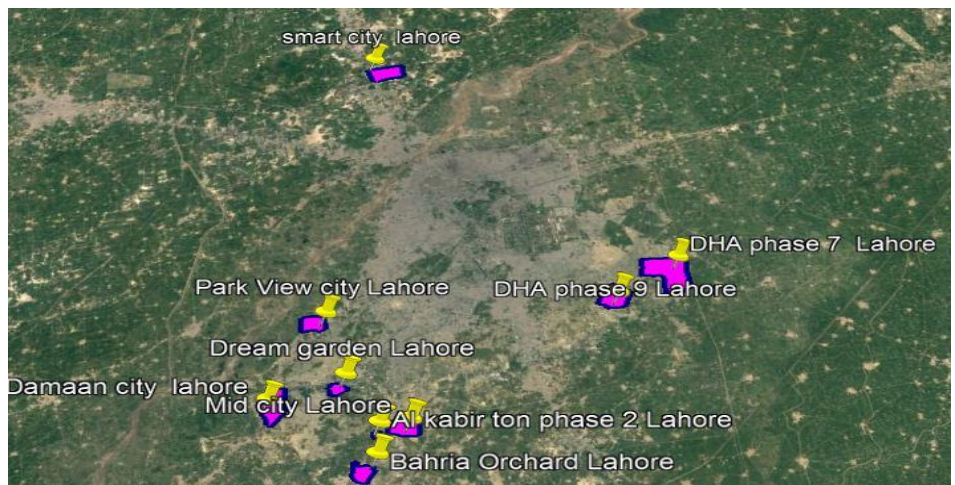 smart city lahore
DHA phase 7 Lahore
Park View city Lahore
DHA phase 9 Lahore
Dream garden Lahore
Damaan city lahore
Mid city Lahore
Al kabir ton phase 2 Lahore
Bahria Orchard Lahore